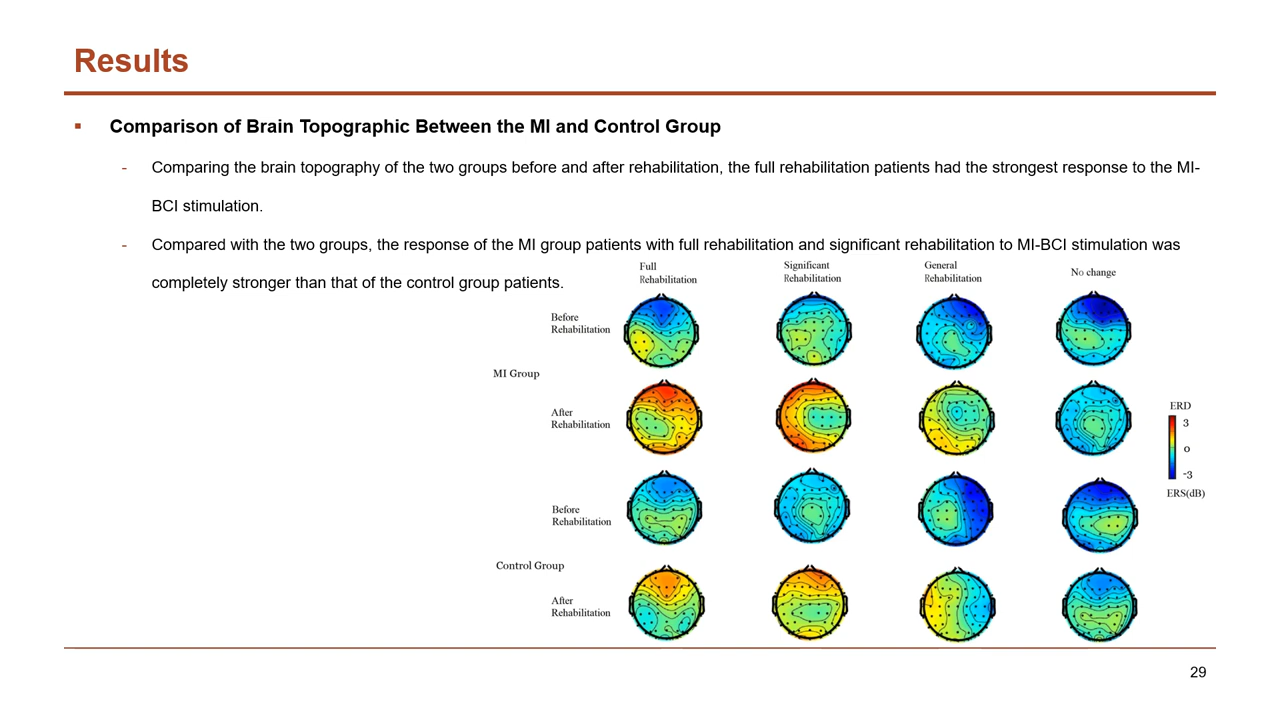 Results
▪ Comparison of Brain Topographic Between the MI and Control Group
- Comparing the brain topography of the two groups before and after rehabilitation, the full rehabilitation patients had the strongest response to the MI-
BCI stimulation.
- Compared with the two groups, the response of the MI group patients with full rehabilitation and significant rehabilitation to MI-BCI stimulation was
completely stronger than that of the control group patients.
Full
Rehabilitation
Significant
Rehabilitation
General
Rehabilitation
No change
Before
Rehabilitation
MI Group
After
Rehabilitation
Before
Rehabilitation
Control Group
After
Rehabilitation
ERD
3
0
-3
ERS(dB)
29